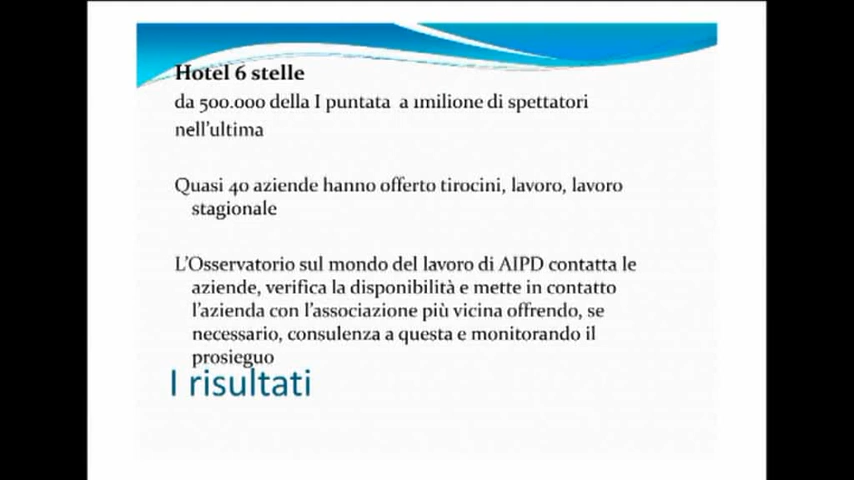 Hotel 6 stelle
da 500.000 della I puntata a 1milione di spettatori
nell'ultima
Quasi 40 aziende hanno offerto tirocini, lavoro, lavoro
stagionale
L'Osservatorio sul mondo del lavoro di AIPD contatta le
aziende, verifica la disponibilità e mette in contatto
l'azienda con l'associazione più vicina offrendo, se
necessario, consulenza a questa e monitorando il
prosieguo
I risultati